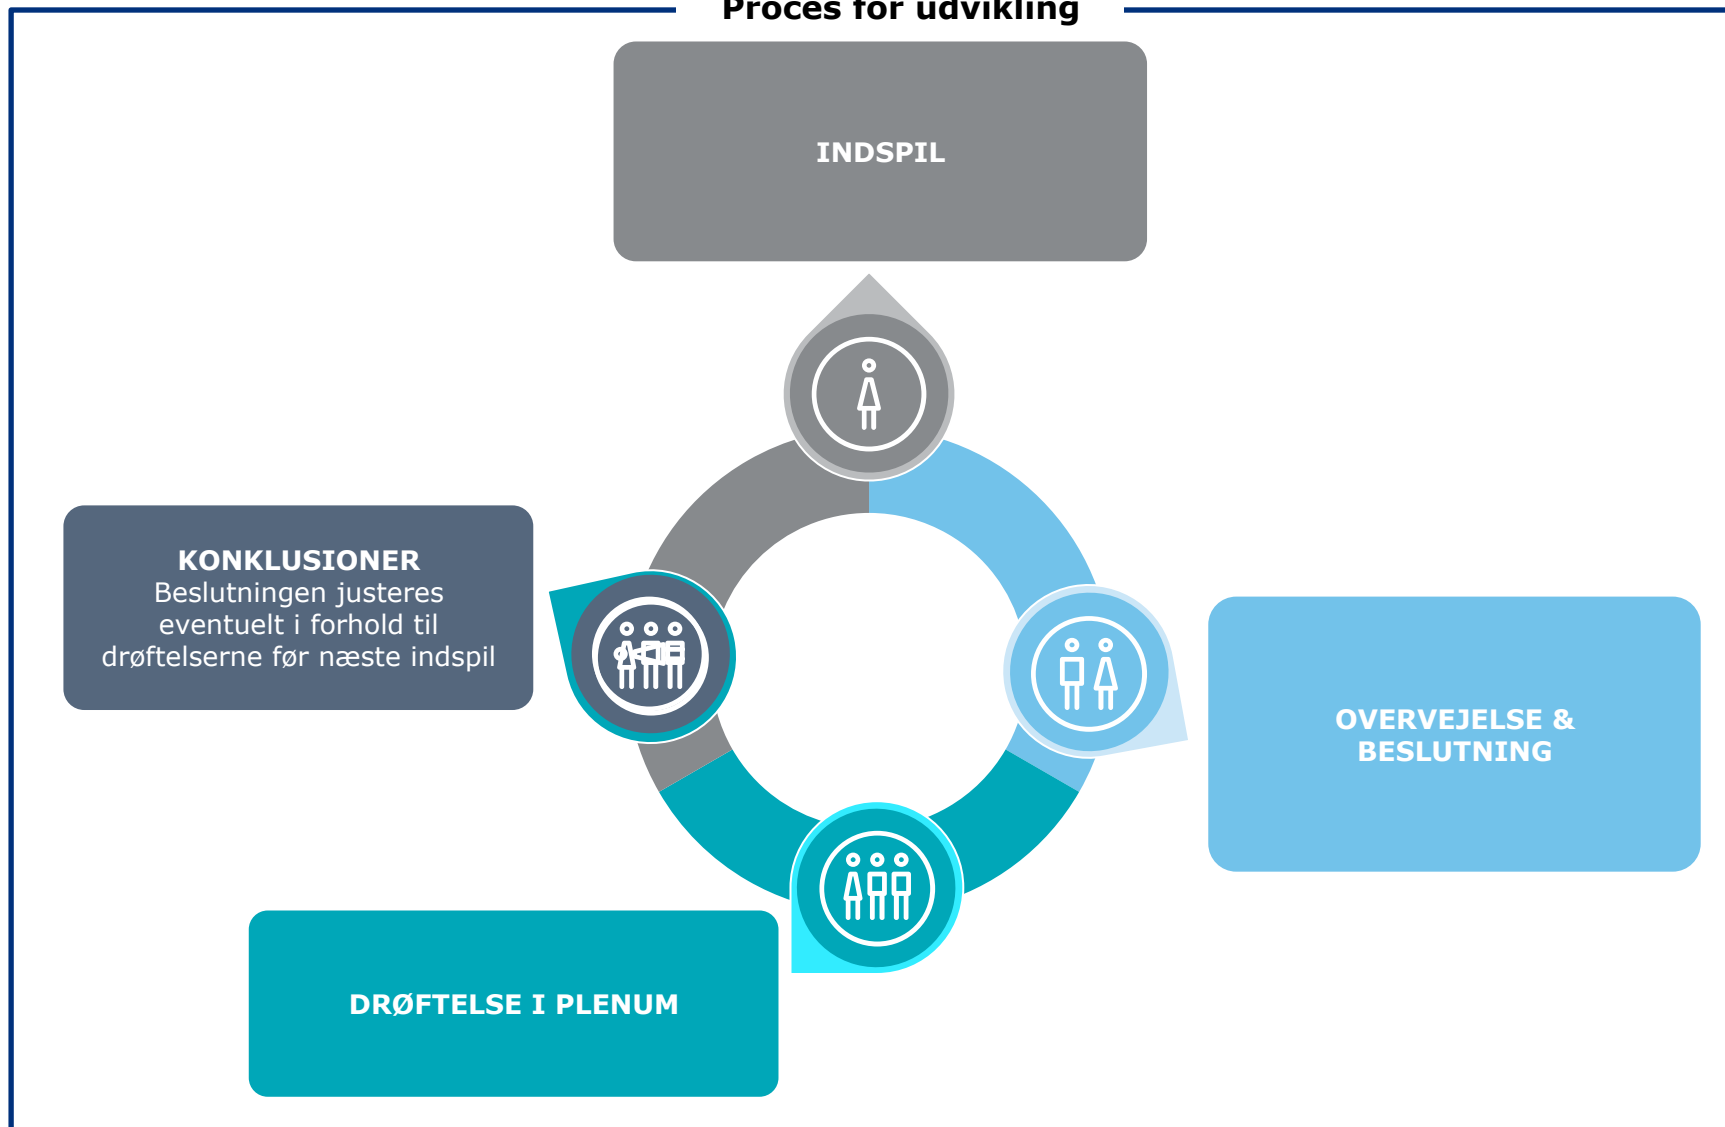 Proces for udvikling
INDSPIL
OVERVEJELSE &
BESLUTNING
DRØFTELSE I PLENUM
KONKLUSIONER
Beslutningen justeres
eventuelt i forhold til
drøftelserne før næste indspil